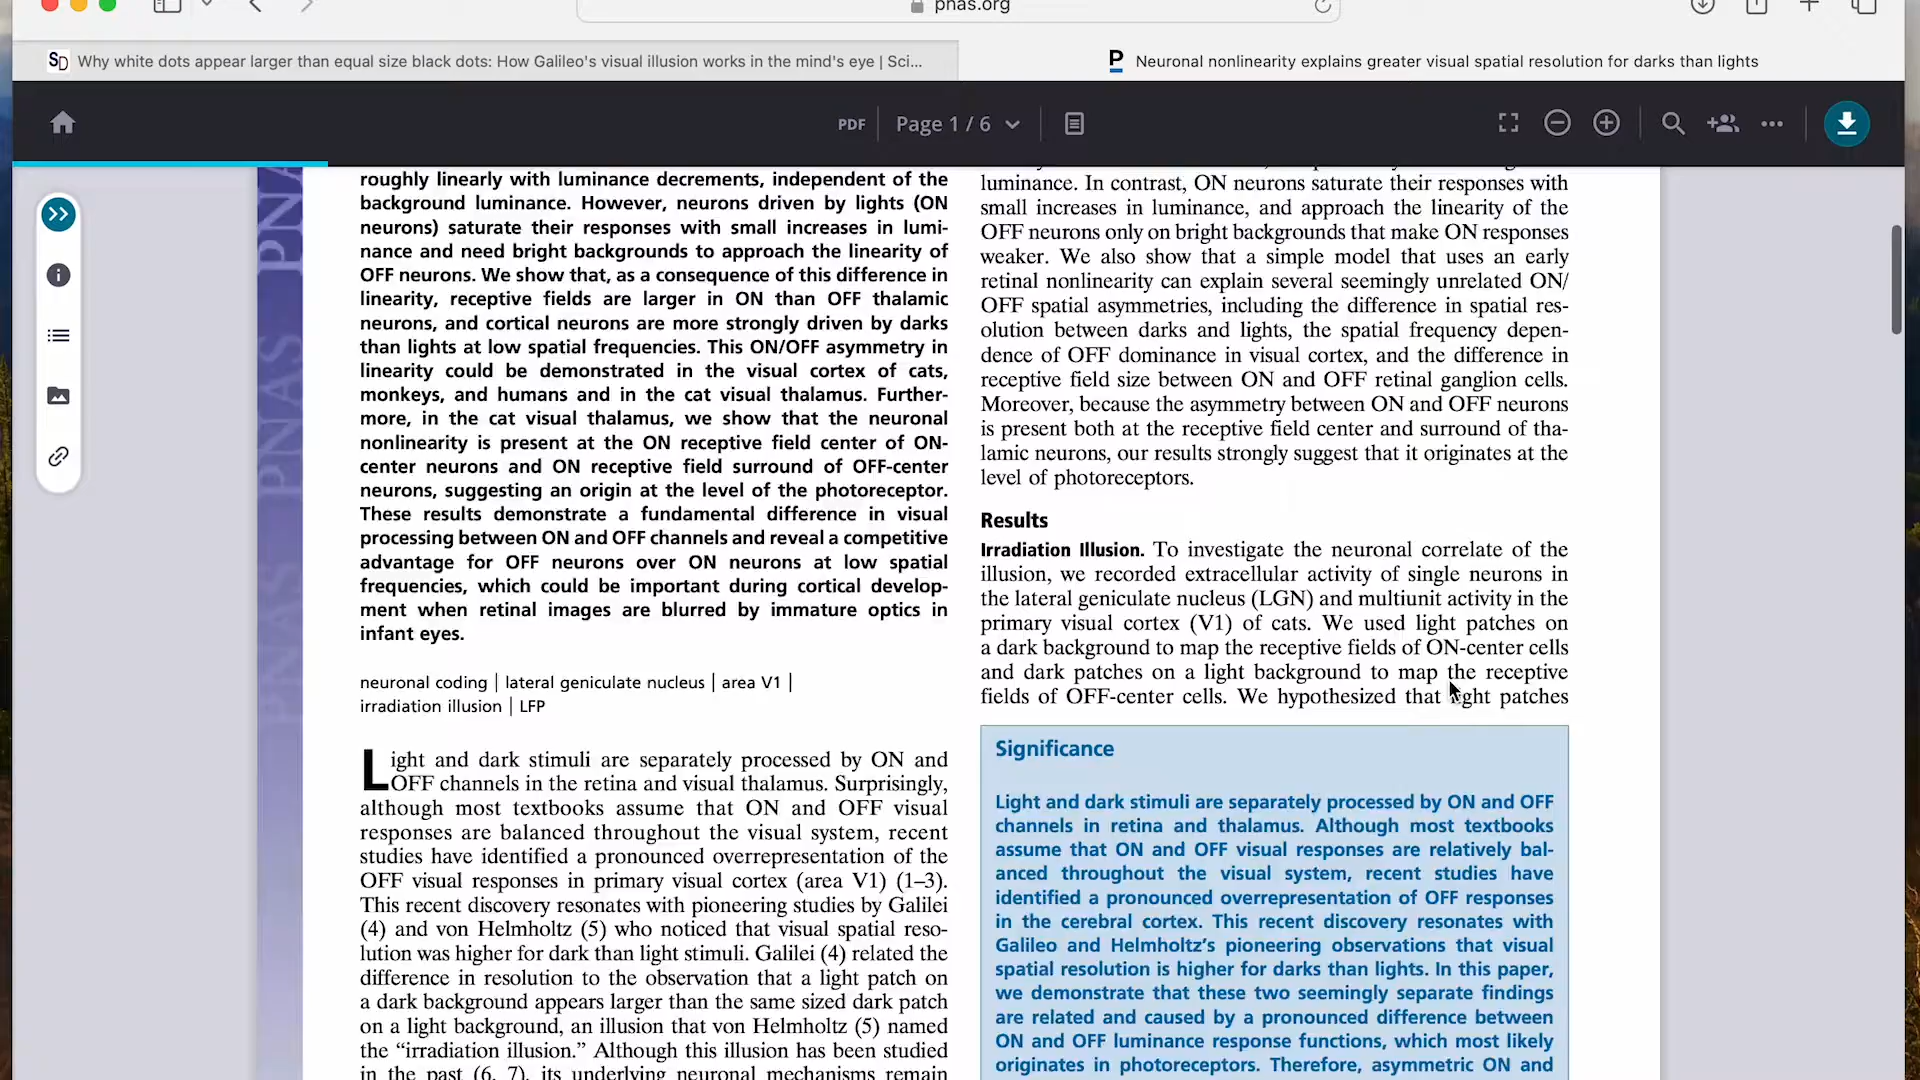 pnas.org
SD Why white dots appear larger than equal size black dots: How Galileo's visual illusion works in the mind's eye | Sci...
P Neuronal nonlinearity explains greater visual spatial resolution for darks than lights
PDF
Page 1 / 6
PNAS
PNAS
PNAS
roughly linearly with luminance decrements, independent of the
background luminance. However, neurons driven by lights (ON
neurons) saturate their responses with small increases in lumi-
nance and need bright backgrounds to approach the linearity of
OFF neurons. We show that, as a consequence of this difference in
linearity, receptive fields are larger in ON than OFF thalamic
neurons, and cortical neurons are more strongly driven by darks
than lights at low spatial frequencies. This ON/OFF asymmetry in
linearity could be demonstrated in the visual cortex of cats,
monkeys, and humans and in the cat visual thalamus. Further-
more, in the cat visual thalamus, we show that the neuronal
nonlinearity is present at the ON receptive field center of ON-
center neurons and ON receptive field surround of OFF-center
neurons, suggesting an origin at the level of the photoreceptor.
These results demonstrate a fundamental difference in visual
processing between ON and OFF channels and reveal a competitive
advantage for OFF neurons over ON neurons at low spatial
frequencies, which could be important during cortical develop-
ment when retinal images are blurred by immature optics in
infant eyes.
neuronal coding | lateral geniculate nucleus | area V1 |
irradiation illusion | LFP
Light and dark stimuli are separately processed by ON and
OFF channels in the retina and visual thalamus. Surprisingly,
although most textbooks assume that ON and OFF visual
responses are balanced throughout the visual system, recent
studies have identified a pronounced overrepresentation of the
OFF visual responses in primary visual cortex (area V1) (1–3).
This recent discovery resonates with pioneering studies by Galilei
(4) and von Helmholtz (5) who noticed that visual spatial reso-
lution was higher for dark than light stimuli. Galilei (4) related the
difference in resolution to the observation that a light patch on
a dark background appears larger than the same sized dark patch
on a light background, an illusion that von Helmholtz (5) named
the “irradiation illusion.” Although this illusion has been studied
in the past (6, 7), its underlying neuronal mechanisms remain
luminance. In contrast, ON neurons saturate their responses with
small increases in luminance, and approach the linearity of the
OFF neurons only on bright backgrounds that make ON responses
weaker. We also show that a simple model that uses an early
retinal nonlinearity can explain several seemingly unrelated ON/
OFF spatial asymmetries, including the difference in spatial res-
olution between darks and lights, the spatial frequency depen-
dence of OFF dominance in visual cortex, and the difference in
receptive field size between ON and OFF retinal ganglion cells.
Moreover, because the asymmetry between ON and OFF neurons
is present both at the receptive field center and surround of tha-
lamic neurons, our results strongly suggest that it originates at the
level of photoreceptors.
Results
Irradiation Illusion. To investigate the neuronal correlate of the
illusion, we recorded extracellular activity of single neurons in
the lateral geniculate nucleus (LGN) and multiunit activity in the
primary visual cortex (V1) of cats. We used light patches on
a dark background to map the receptive fields of ON-center cells
and dark patches on a light background to map the receptive
fields of OFF-center cells. We hypothesized that light patches
Significance
Light and dark stimuli are separately processed by ON and OFF
channels in retina and thalamus. Although most textbooks
assume that ON and OFF visual responses are relatively bal-
anced throughout the visual system, recent studies have
identified a pronounced overrepresentation of OFF responses
in the cerebral cortex. This recent discovery resonates with
Galileo and Helmholtz’s pioneering observations that visual
spatial resolution is higher for darks than lights. In this paper,
we demonstrate that these two seemingly separate findings
are related and caused by a pronounced difference between
ON and OFF luminance response functions, which most likely
originates in photoreceptors. Therefore, asymmetric ON and